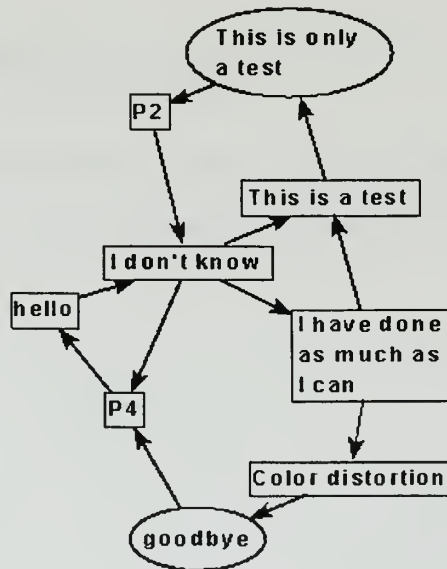 This is only
a test
P2
This is a test
I don't know
hello
I have done
as much as
I can
P4
Color distortion
goodbye